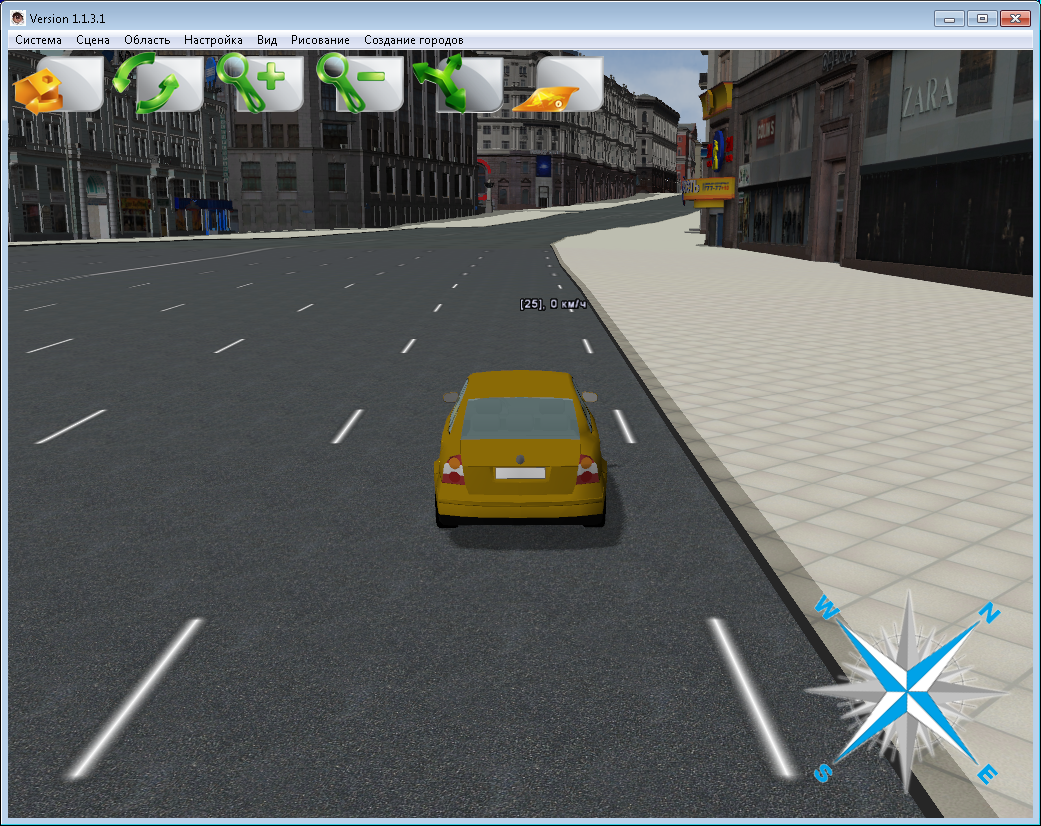 Version 1.1.3.1
Система Сцена Область Настройка Вид Рисование Создание городов
ZARA
[25], 0 км/ч
W
N
S
E